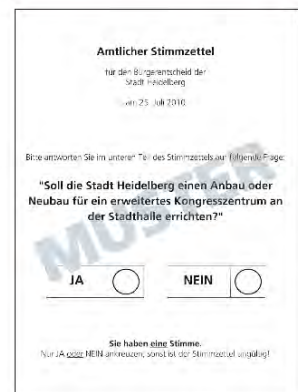 Amtlicher Stimmzettel
für den Bürgerentscheid der
Stadt Heidelberg
am 25. Juli 2010
Bitte antworten Sie im unteren Teil des Stimmzettels auf folgende Frage:
"Soll die Stadt Heidelberg einen Anbau oder
Neubau für ein erweitertes Kongresszentrum an
der Stadthalle errichten?"
MUSTER
JA NEIN
Sie haben eine Stimme.
Nur JA oder NEIN ankreuzen, sonst ist der Stimmzettel ungültig!